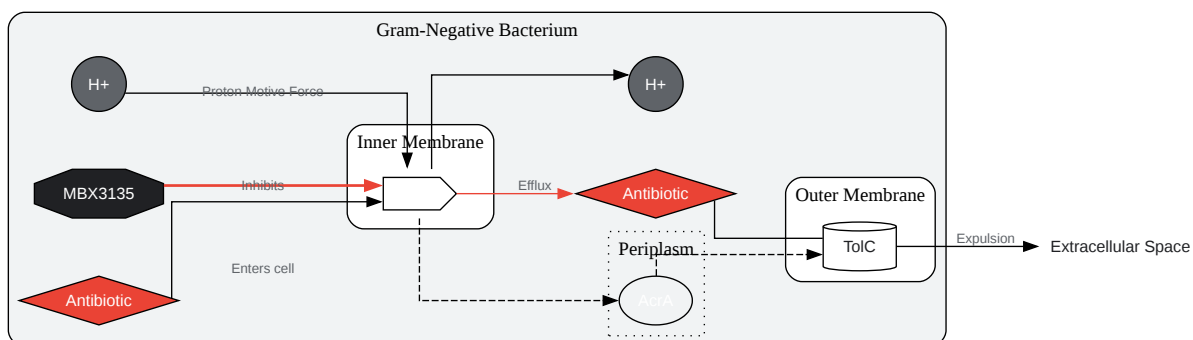 Gram-Negative Bacterium
H+
Proton Motive Force
H+
Inner Membrane
MBX3135
Inhibits
Efflux
Antibiotic
Outer Membrane
TolC
Expulsion
Extracellular Space
Periplasm
Enters cell
Antibiotic
AcrA